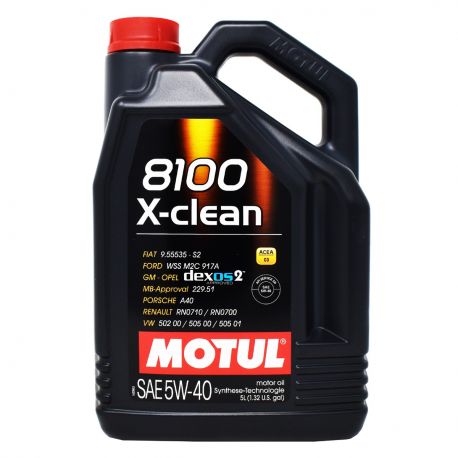 MOTUL
8100
X-clean
FIAT 9.55535 - S2
FORD WSS M2C 917A
GM - OPEL dexos2
APPROVED
MB-Approval 229.51
PORSCHE A40
RENAULT RN0710 / RN0700
VW 502 00 / 505 00 / 505 01
ACEA
C3
MOTUL
SAE 5W-40
motor oil
Synthese-Technologie
5L (1.32 U.S. gal)